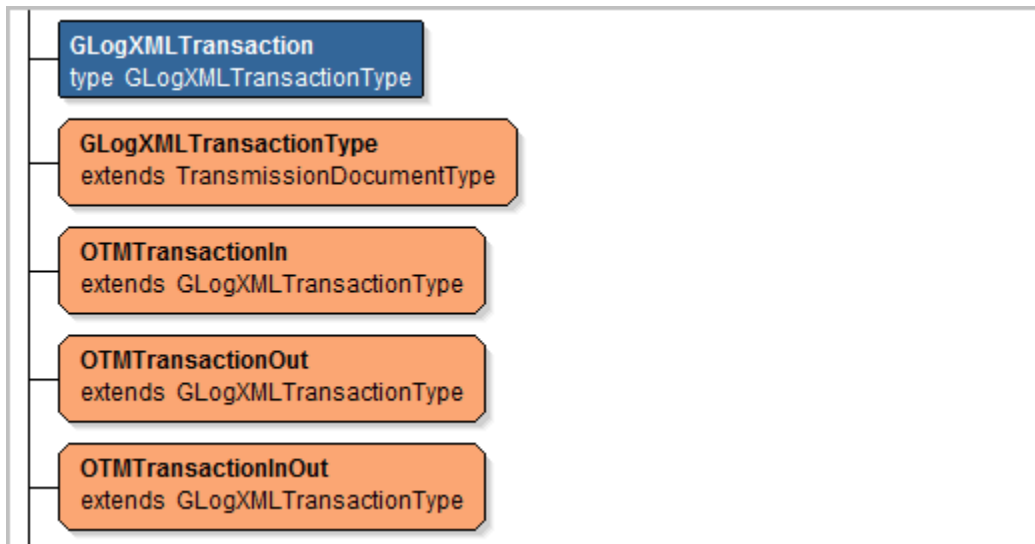 GLogXMLTransaction
type GLogXMLTransactionType
GLogXMLTransactionType
extends TransmissionDocumentType
OTMTransactionIn
extends GLogXMLTransactionType
OTMTransactionOut
extends GLogXMLTransactionType
OTMTransactionInOut
extends GLogXMLTransactionType